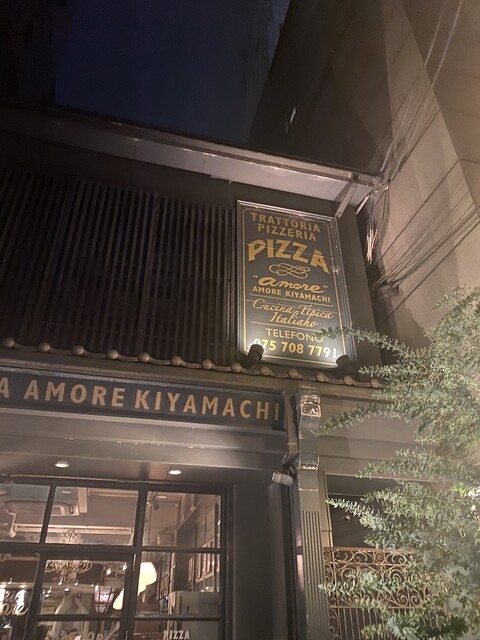 TRATTORIA
PIZZERIA
PIZZA
"amore"
AMORE KIYAMACHI
Cucina Tipica
Italiano
TELEFONO
075 708 7791
A AMORE KIYAMACHI
PIZZA